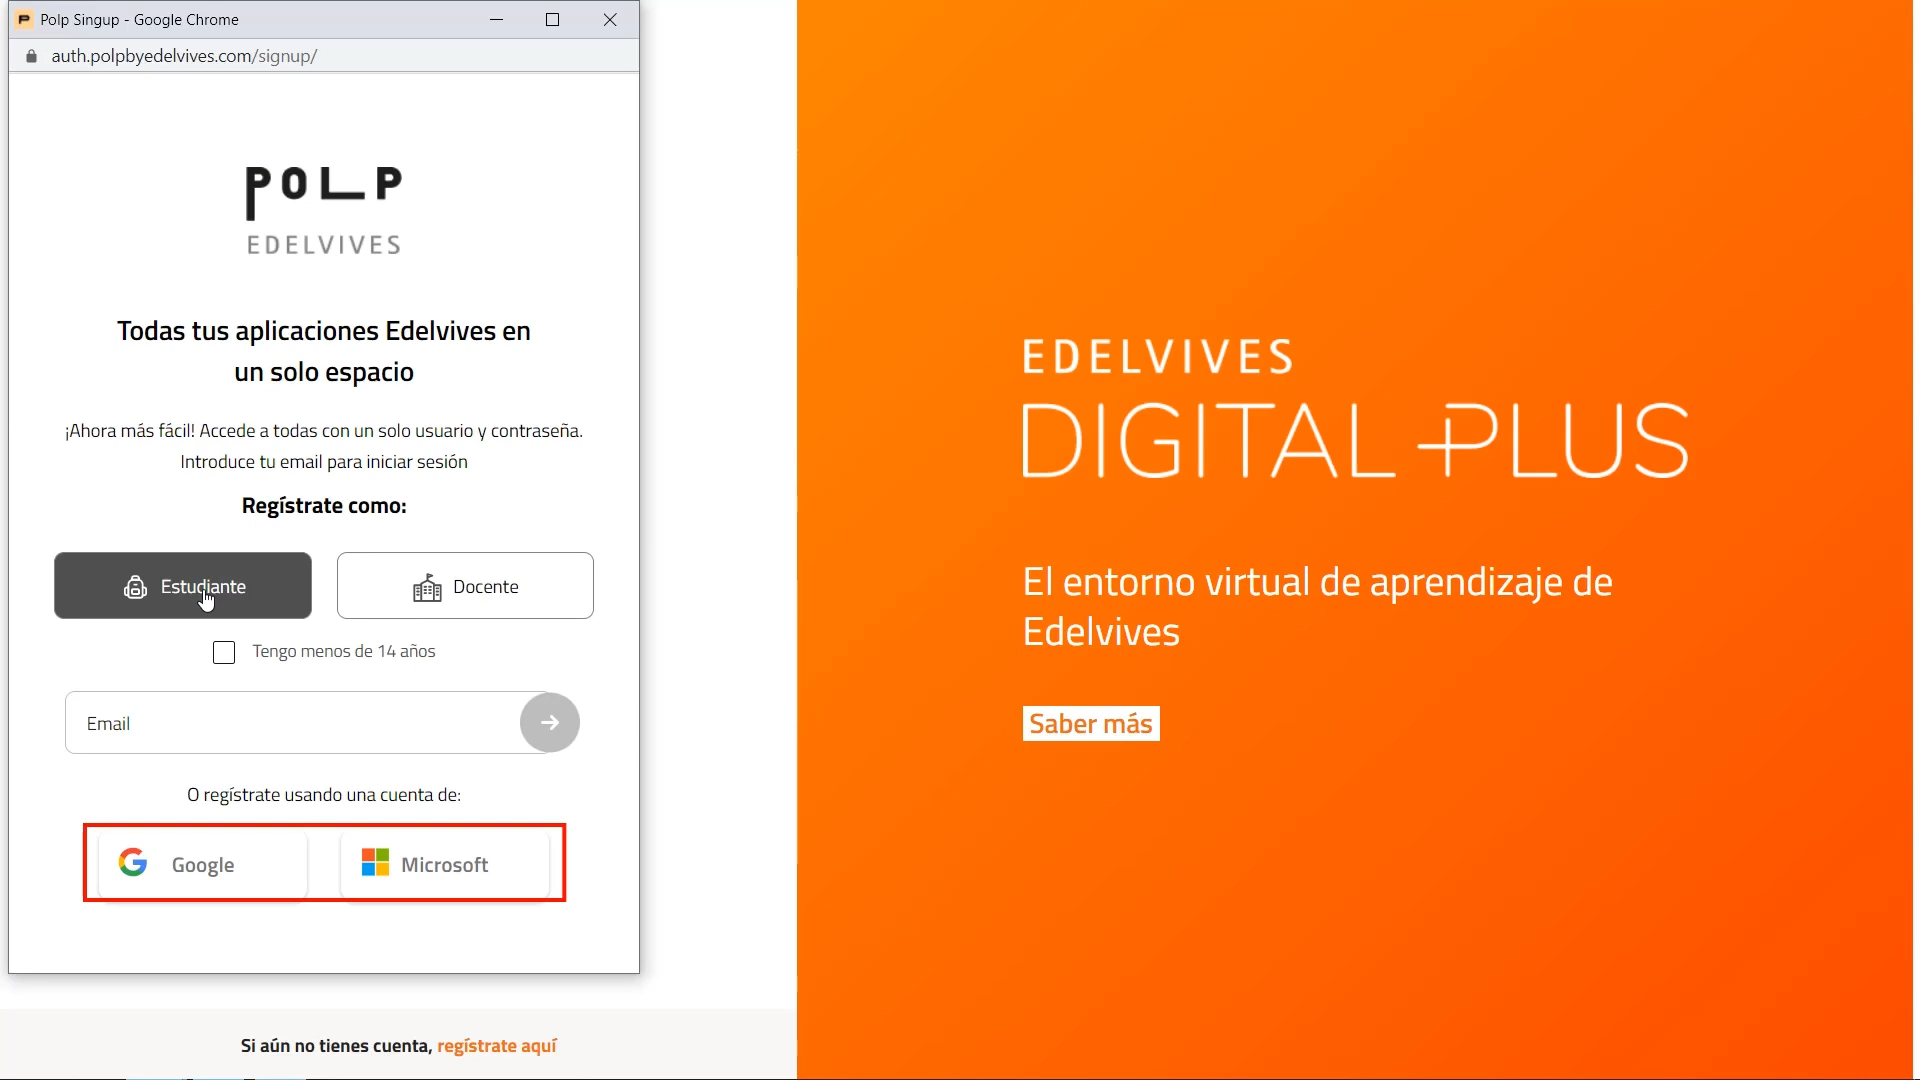 Polp Singup - Google Chrome
auth.polpbyedelvives.com/signup/
POLP
EDELVIVES
Todas tus aplicaciones Edelvives en
un solo espacio
¡Ahora más fácil! Accede a todas con un solo usuario y contraseña.
Introduce tu email para iniciar sesión
Regístrate como:
Estudiante
Docente
Tengo menos de 14 años
Email
O regístrate usando una cuenta de:
Google
Microsoft
Si aún no tienes cuenta, regístrate aquí
EDELVIVES
DIGITAL PLUS
El entorno virtual de aprendizaje de
Edelvives
Saber más